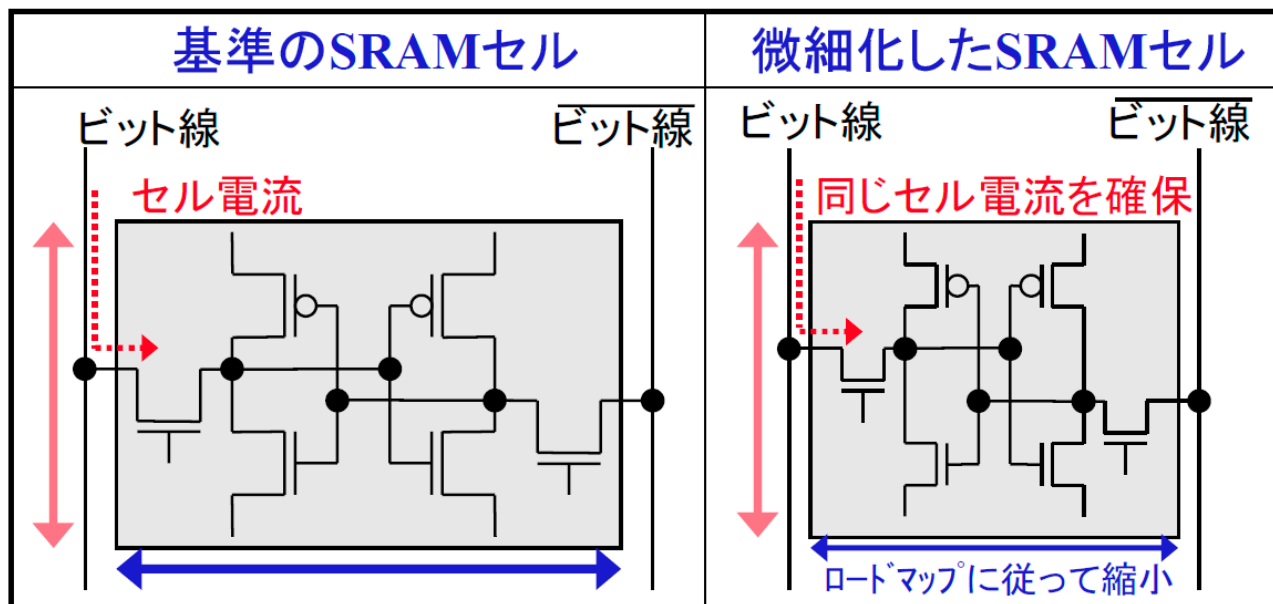 基準のSRAMセル
微細化したSRAMセル
ビット線
ビット線
ビット線
ビット線
セル電流
同じセル電流を確保
ロードマップに従って縮小